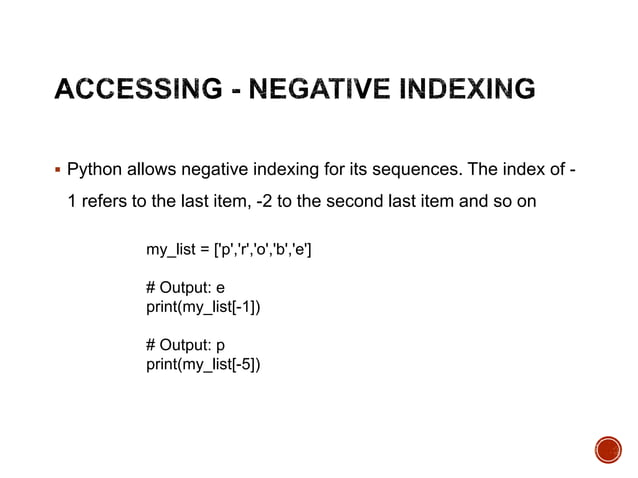 ACCESSING - NEGATIVE INDEXING
▪ Python allows negative indexing for its sequences. The index of -
1 refers to the last item, -2 to the second last item and so on
my_list = ['p','r','o','b','e']
# Output: e
print(my_list[-1])
# Output: p
print(my_list[-5])